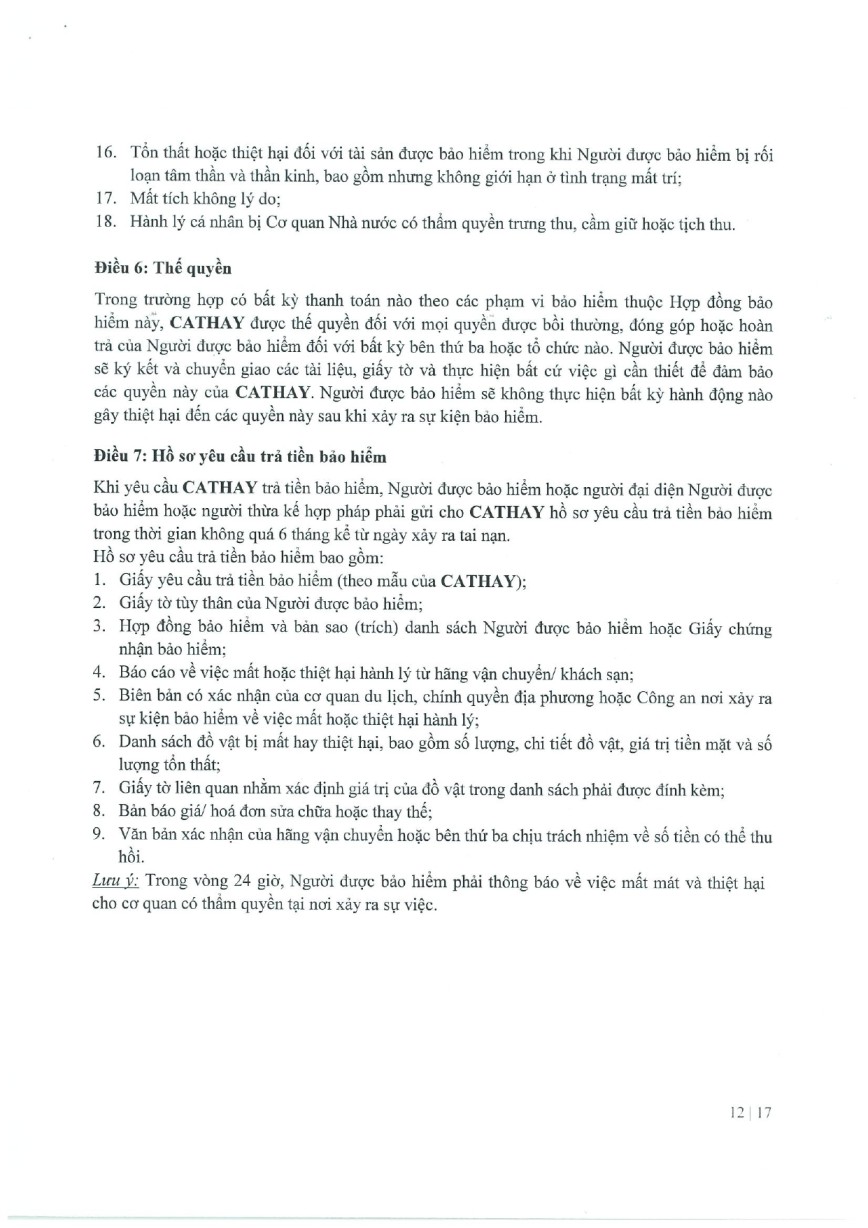 16. Tổn thất hoặc thiệt hại đối với tài sản được bảo hiểm trong khi Người được bảo hiểm bị rối
loạn tâm thần và thần kinh, bao gồm nhưng không giới hạn ở tình trạng mất trí;
17. Mất tích không lý do;
18. Hành lý cá nhân bị Cơ quan Nhà nước có thẩm quyền trưng thu, cầm giữ hoặc tịch thu.
Điều 6: Thế quyền
Trong trường hợp có bất kỳ thanh toán nào theo các phạm vi bảo hiểm thuộc Hợp đồng bảo
hiểm này, CATHAY được thế quyền đối với mọi quyền được bồi thường, đóng góp hoặc hoàn
trả của Người được bảo hiểm đối với bất kỳ bên thứ ba hoặc tổ chức nào. Người được bảo hiểm
sẽ ký kết và chuyển giao các tài liệu, giấy tờ và thực hiện bất cứ việc gì cần thiết để đảm bảo
các quyền này của CATHAY. Người được bảo hiểm sẽ không thực hiện bất kỳ hành động nào
gây thiệt hại đến các quyền này sau khi xảy ra sự kiện bảo hiểm.
Điều 7: Hồ sơ yêu cầu trả tiền bảo hiểm
Khi yêu cầu CATHAY trả tiền bảo hiểm, Người được bảo hiểm hoặc người đại diện Người được
bảo hiểm hoặc người thừa kế hợp pháp phải gửi cho CATHAY hồ sơ yêu cầu trả tiền bảo hiểm
trong thời gian không quá 6 tháng kể từ ngày xảy ra tai nạn.
Hồ sơ yêu cầu trả tiền bảo hiểm bao gồm:
1. Giấy yêu cầu trả tiền bảo hiểm (theo mẫu của CATHAY);
2. Giấy tờ tùy thân của Người được bảo hiểm;
3. Hợp đồng bảo hiểm và bản sao (trích) danh sách Người được bảo hiểm hoặc Giấy chứng
nhận bảo hiểm;
4. Báo cáo về việc mất hoặc thiệt hại hành lý từ hãng vận chuyển/ khách sạn;
5. Biên bản có xác nhận của cơ quan du lịch, chính quyền địa phương hoặc Công an nơi xảy ra
sự kiện bảo hiểm về việc mất hoặc thiệt hại hành lý;
6. Danh sách đồ vật bị mất hay thiệt hại, bao gồm số lượng, chi tiết đồ vật, giá trị tiền mặt và số
lượng tổn thất;
7. Giấy tờ liên quan nhằm xác định giá trị của đồ vật trong danh sách phải được đính kèm;
8. Bản báo giá/ hoá đơn sửa chữa hoặc thay thế;
9. Văn bản xác nhận của hãng vận chuyển hoặc bên thứ ba chịu trách nhiệm về số tiền có thể thu
hồi.
Lưu ý: Trong vòng 24 giờ, Người được bảo hiểm phải thông báo về việc mất mát và thiệt hại
cho cơ quan có thẩm quyền tại nơi xảy ra sự việc.
12 | 17